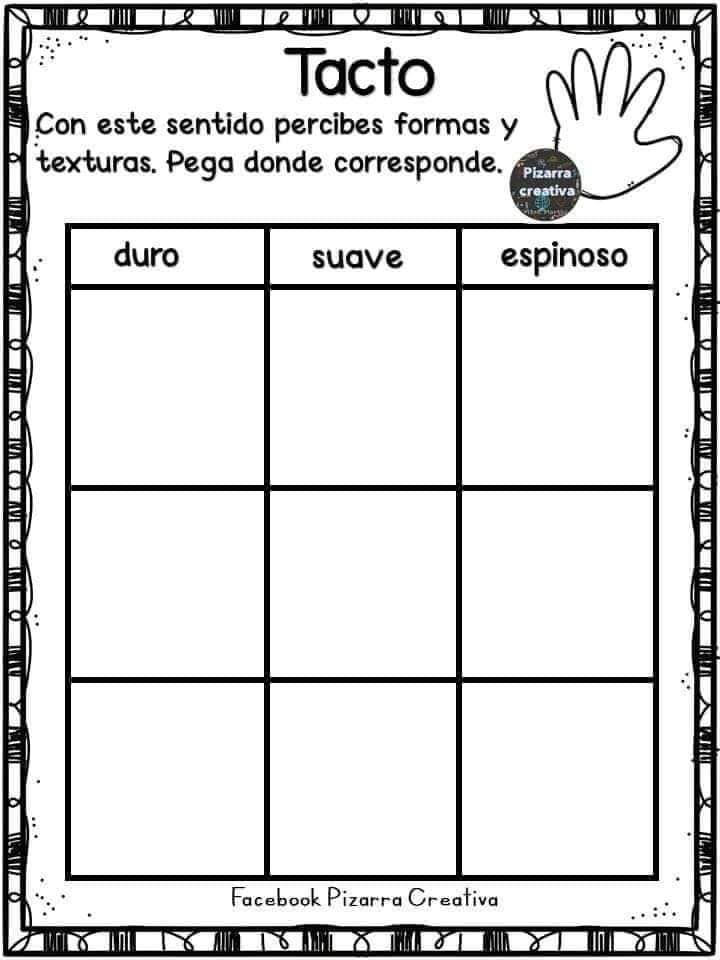 Tacto
Con este sentido percibes formas y
texturas. Pega donde corresponde.
Pizarra
creativa
duro suave espinoso
Facebook Pizarra Creativa